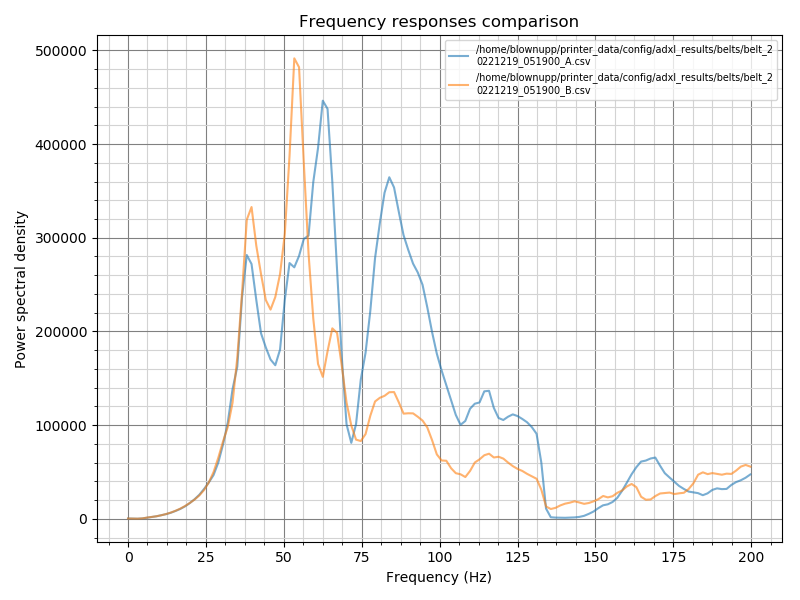 Frequency responses comparison
/home/blownupp/printer_data/config/adxl_results/belts/belt_2
0221219_051900_A.csv
/home/blownupp/printer_data/config/adxl_results/belts/belt_2
0221219_051900_B.csv
Power spectral density
500000
400000
300000
200000
100000
0
0 25 50 75 100 125 150 175 200
Frequency (Hz)